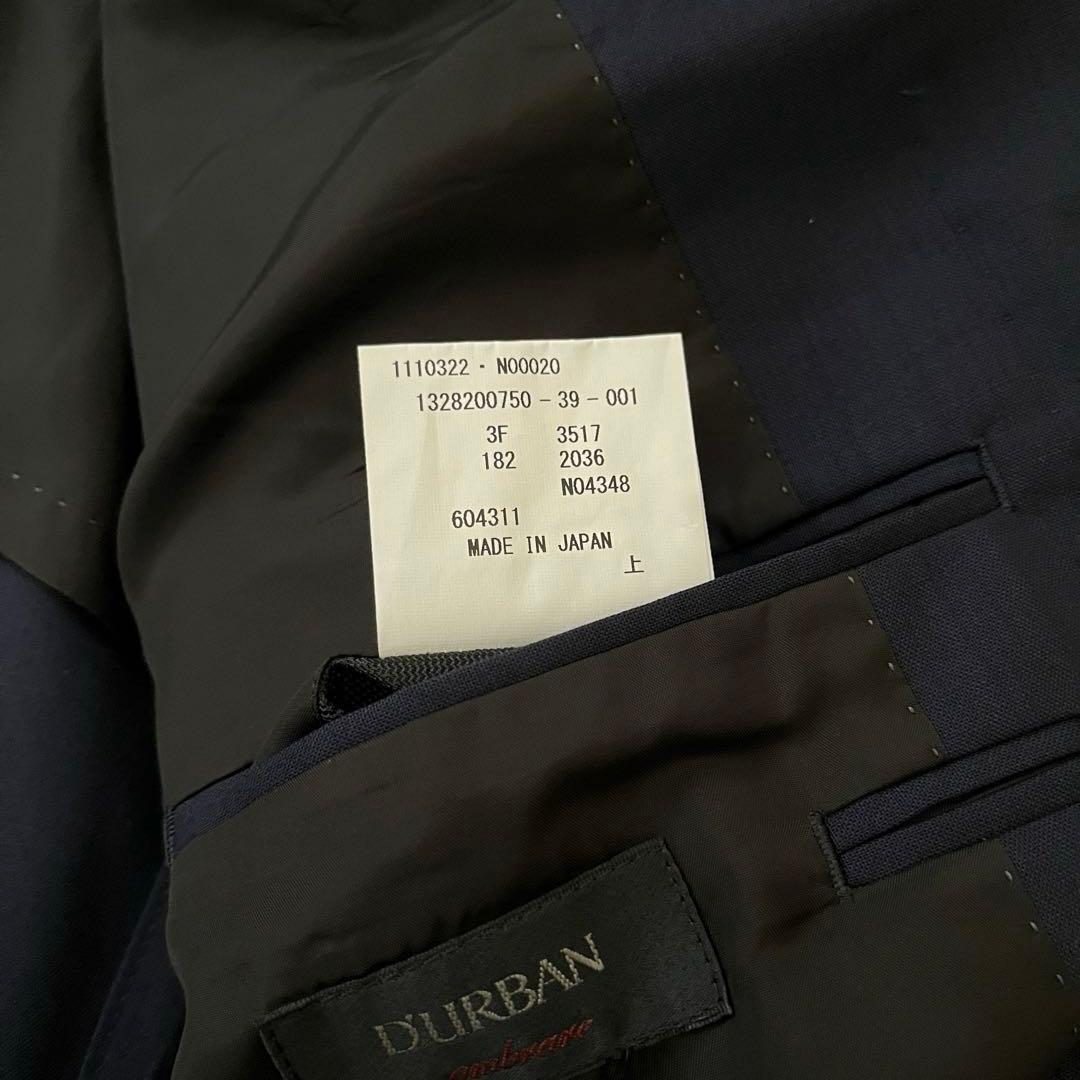 1110322・N00020
1328200750-39-001
3F 3517
182 2036
N04348
604311
MADE IN JAPAN
上
D'URBAN